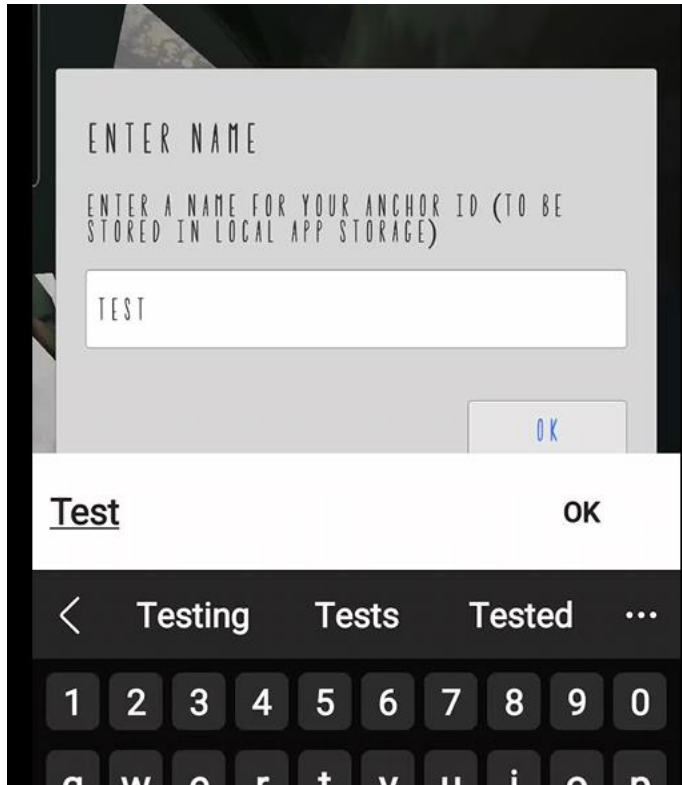 ENTER NAME
ENTER A NAME FOR YOUR ANCHOR ID (TO BE
STORED IN LOCAL APP STORAGE)
TEST
OK
Test OK
Testing Tests Tested ...
1 2 3 4 5 6 7 8 9 0
q w e r t y u i o p